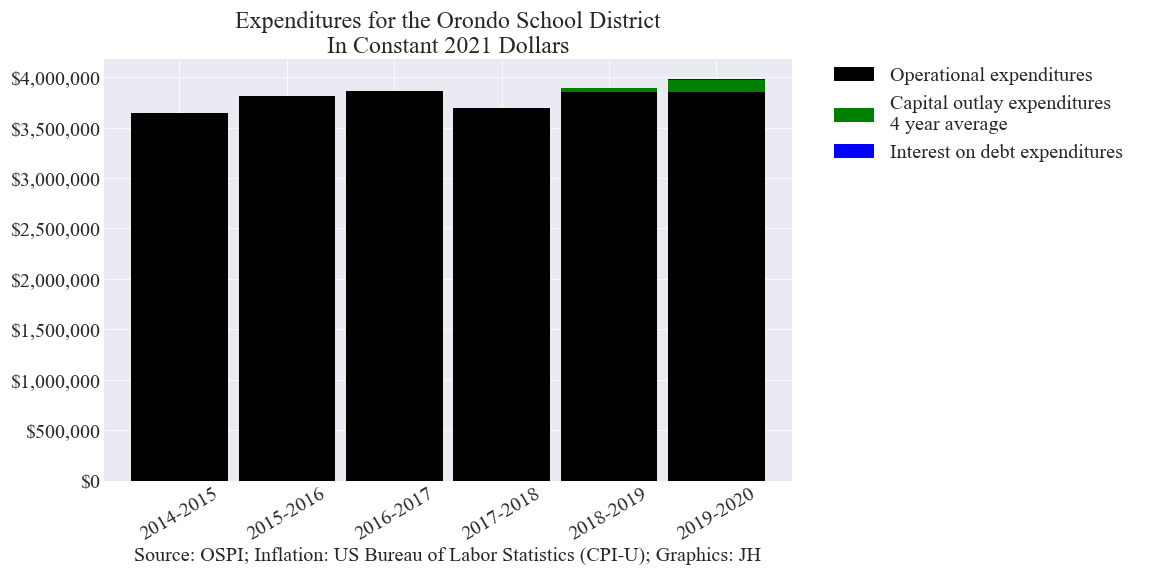 Expenditures for the Orondo School District
In Constant 2021 Dollars
$4,000,000
$3,500,000
$3,000,000
$2,500,000
$2,000,000
$1,500,000
$1,000,000
$500,000
$0
2014-2015
2015-2016
2016-2017
2017-2018
2018-2019
2019-2020
Source: OSPI; Inflation: US Bureau of Labor Statistics (CPI-U); Graphics: JH
Operational expenditures
Capital outlay expenditures
4 year average
Interest on debt expenditures